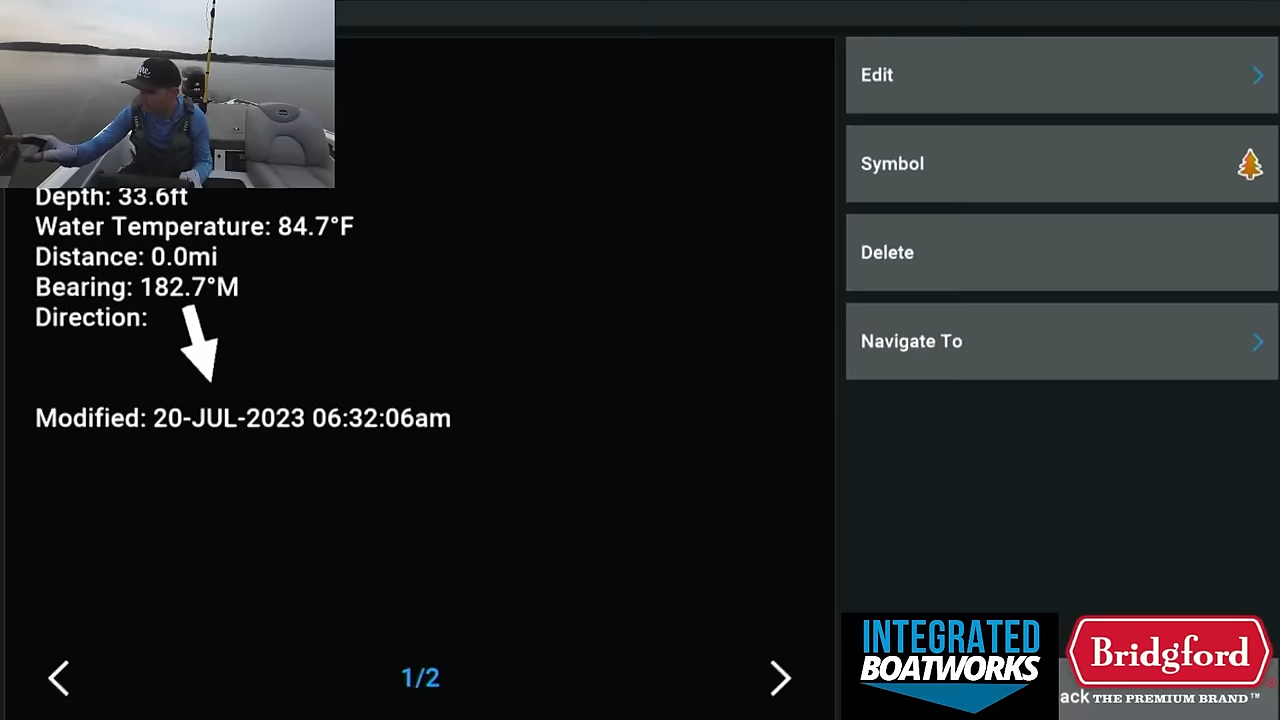 Depth: 33.6ft
Water Temperature: 84.7°F
Distance: 0.0mi
Bearing: 182.7°M
Direction:
Modified: 20-JUL-2023 06:32:06am
1/2
Edit
Symbol
Delete
Navigate To
INTEGRATED
BOATWORKS
Bridgford
ack THE PREMIUM BRAND™